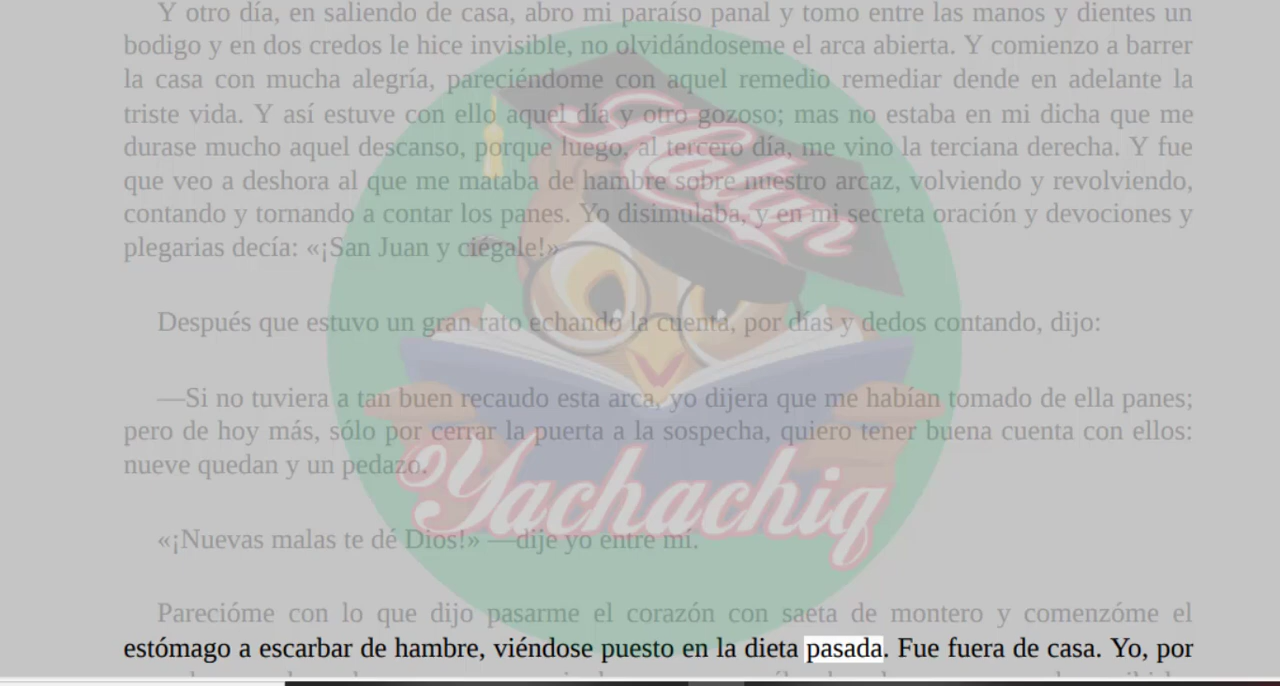 Y otro día, en saliendo de casa, abro mi paraíso panal y tomo entre las manos y dientes un
bodigo y en dos credos le hice invisible, no olvidándoseme el arca abierta. Y comienzo a barrer
la casa con mucha alegría, pareciéndome con aquel remedio remediar dende en adelante la
triste vida. Y así estuve con ello aquel día y otro gozoso; mas no estaba en mi dicha que me
durase mucho aquel descanso, porque luego, al tercero día, me vino la terciana derecha. Y fue
que veo a deshora al que me mataba de hambre sobre nuestro arcaz, volviendo y revolviendo,
contando y tornando a contar los panes. Yo disimulaba, y en mi secreta oración y devociones y
plegarias decía: «¡San Juan y ciégale!»
Después que estuvo un gran rato echando la cuenta, por días y dedos contando, dijo:
—Si no tuviera a tan buen recaudo esta arca, yo dijera que me habían tomado de ella panes;
pero de hoy más, sólo por cerrar la puerta a la sospecha, quiero tener buena cuenta con ellos:
nueve quedan y un pedazo.
«¡Nuevas malas te dé Dios!» —dije yo entre mí.
Parecióme con lo que dijo pasarme el corazón con saeta de montero y comenzóme el
estómago a escarbar de hambre, viéndose puesto en la dieta pasada. Fue fuera de casa. Yo, por
Hatun
Yachachiq